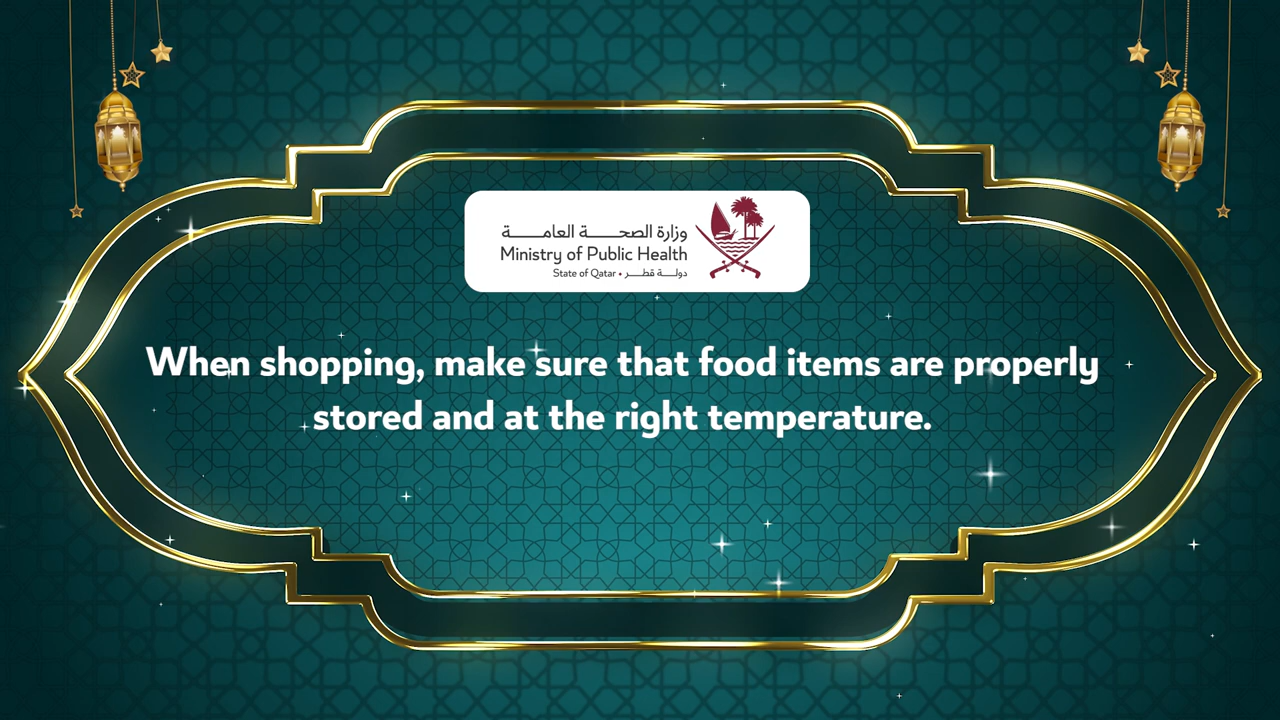 وزارة الصحة العامة
Ministry of Public Health
State of Qatar • دولة قطر
When shopping, make sure that food items are properly
stored and at the right temperature.